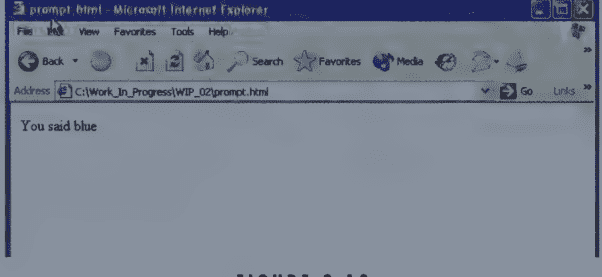 prompt.html - Microsoft Internet Explorer
File Edit View Favorites Tools Help
Back Search Favorites Media
Address C:\Work_In_Progress\WIP_02\prompt.html Go Links
You said blue